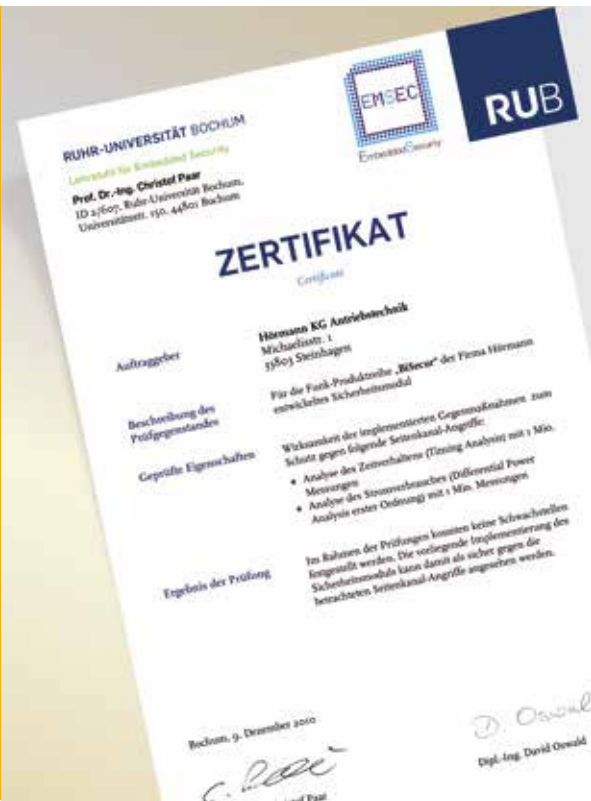 RUHR-UNIVERSITÄT BOCHUM
Lehrstuhl für Embedded Security
Prof. Dr.-Ing. Christof Paar
ID 2/607, Ruhr-Universität Bochum,
Universitätsstr. 150, 44801 Bochum
EMSEC
EmbeddedSecurity
RUB
ZERTIFIKAT
Certificate
Auftraggeber
Hörmann KG Antriebstechnik
Michaelisstr. 1
33803 Steinhagen
Beschreibung des
Prüfgegenstandes
Für die Funk-Produktreihe „BiSecur" der Firma Hörmann
entwickeltes Sicherheitsmodul
Geprüfte Eigenschaften
Wirksamkeit der implementierten Gegenmaßnahmen zum
Schutz gegen folgende Seitenkanal-Angriffe:
• Analyse des Zeitverhaltens (Timing Analysis) mit 1 Mio.
Messungen
• Analyse des Stromverbrauches (Differential Power
Analysis erster Ordnung) mit 1 Mio. Messungen
Ergebnis der Prüfung
Im Rahmen der Prüfungen konnten keine Schwachstellen
festgestellt werden. Die vorliegende Implementierung des
Sicherheitsmoduls kann damit als sicher gegen die
betrachteten Seitenkanal-Angriffe angesehen werden.
Bochum, 9. Dezember 2010
D. Oswal
Dipl.-Ing. David Oswald
Paar